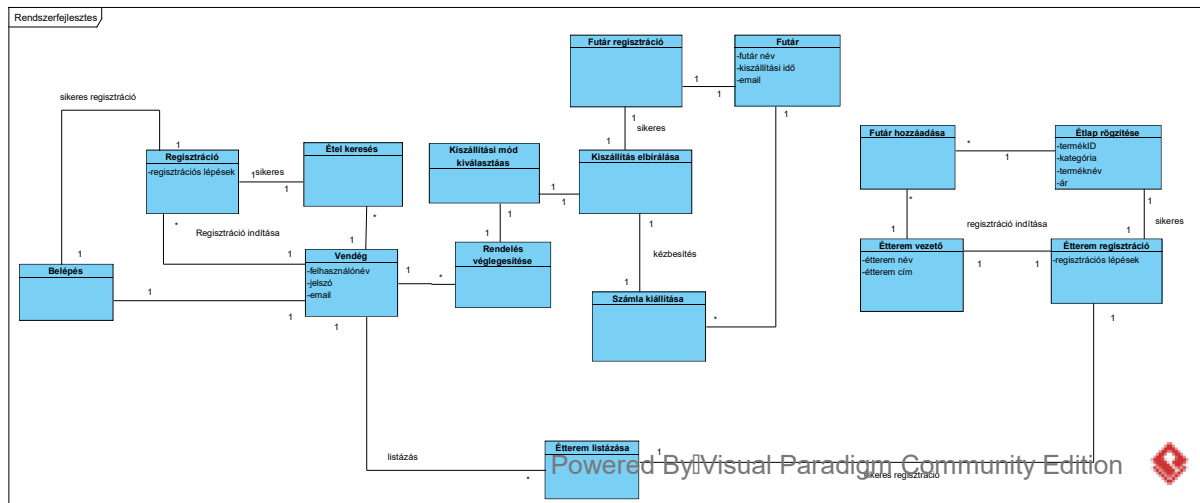 Rendszerfejlesztes
Futár regisztráció
Futár
-futár név
-kiszállítási idő
-email
1
1
1
1
sikeres regisztráció
sikeres
1
1
Regisztráció
-regisztrációs lépések
1
sikeres
1
Étel keresés
Kiszállítási mód
kiválasztáas
1
1
Kiszállítás elbírálása
Futár hozzáadása
*
1
Étlap rögzítése
-termékID
-kategória
-terméknév
-ár
*
Regisztráció indítása
1
*
1
1
1
1
*
regisztráció indítása
1
sikeres
1
Belépés
1
1
1
Vendég
-felhasználónév
-jelszó
-email
1
1
*
Rendelés
véglegesítése
kézbesítés
1
Számla kiállítása
*
Étterem vezető
-étterem név
-étterem cím
1
1
Étterem regisztráció
-regisztrációs lépések
1
listázás
*
Étterem listázása
1
sikeres regisztráció
Powered By Visual Paradigm Community Edition